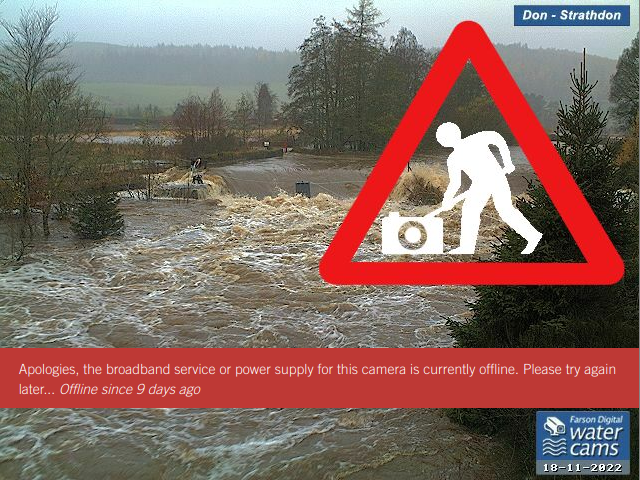 Don - Strathdon
Apologies, the broadband service or power supply for this camera is currently offline. Please try again
later... Offline since 9 days ago
Farson Digital
water
cams
18-11-2022